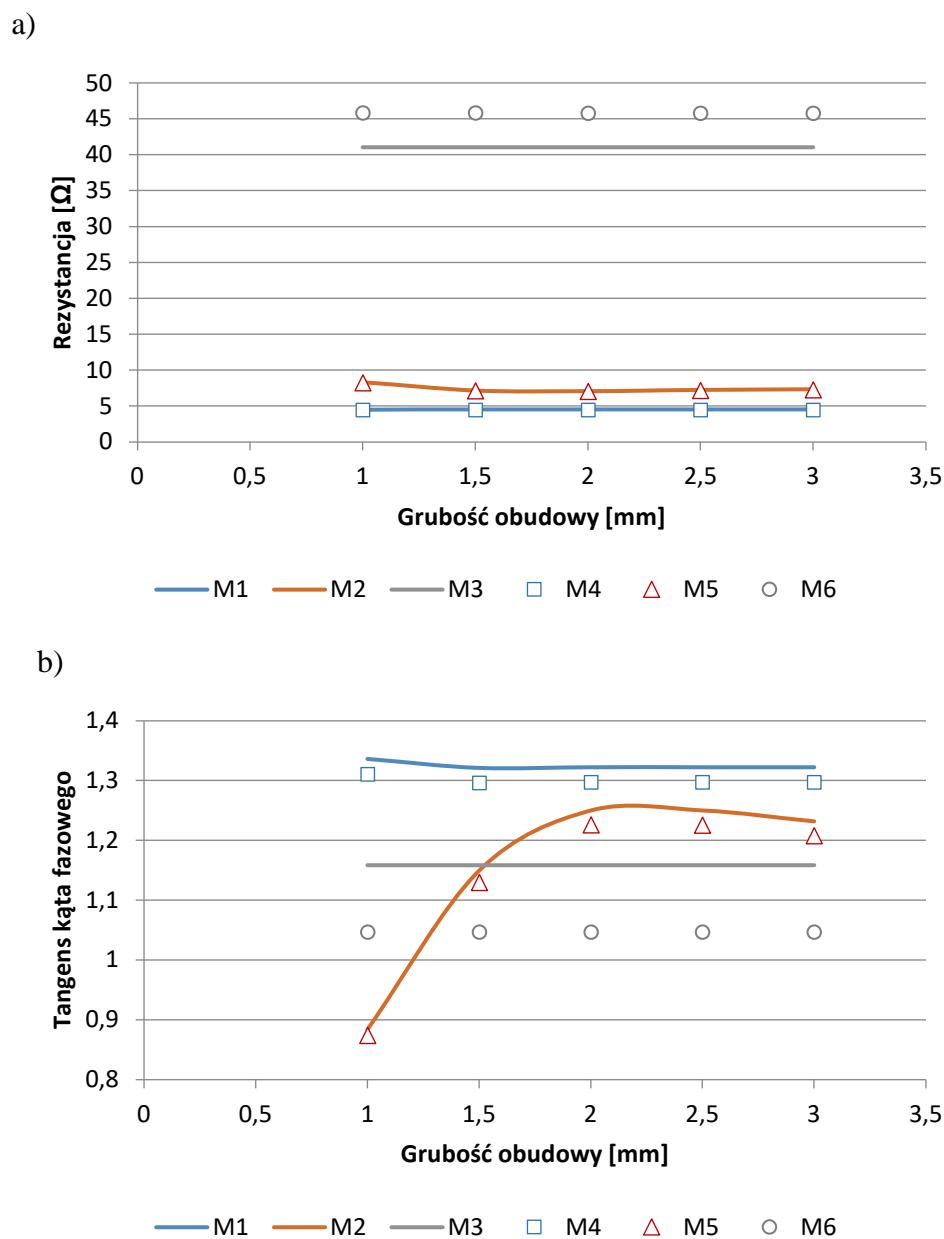 a)
50
45
40
35
30
25
20
15
10
5
0
Rezystancja [Ω]
0 0,5 1 1,5 2 2,5 3 3,5
Grubość obudowy [mm]
M1 M2 M3 M4 M5 M6
b)
1,4
1,3
1,2
1,1
1
0,9
0,8
Tangens kąta fazowego
0 0,5 1 1,5 2 2,5 3 3,5
Grubość obudowy [mm]
M1 M2 M3 M4 M5 M6